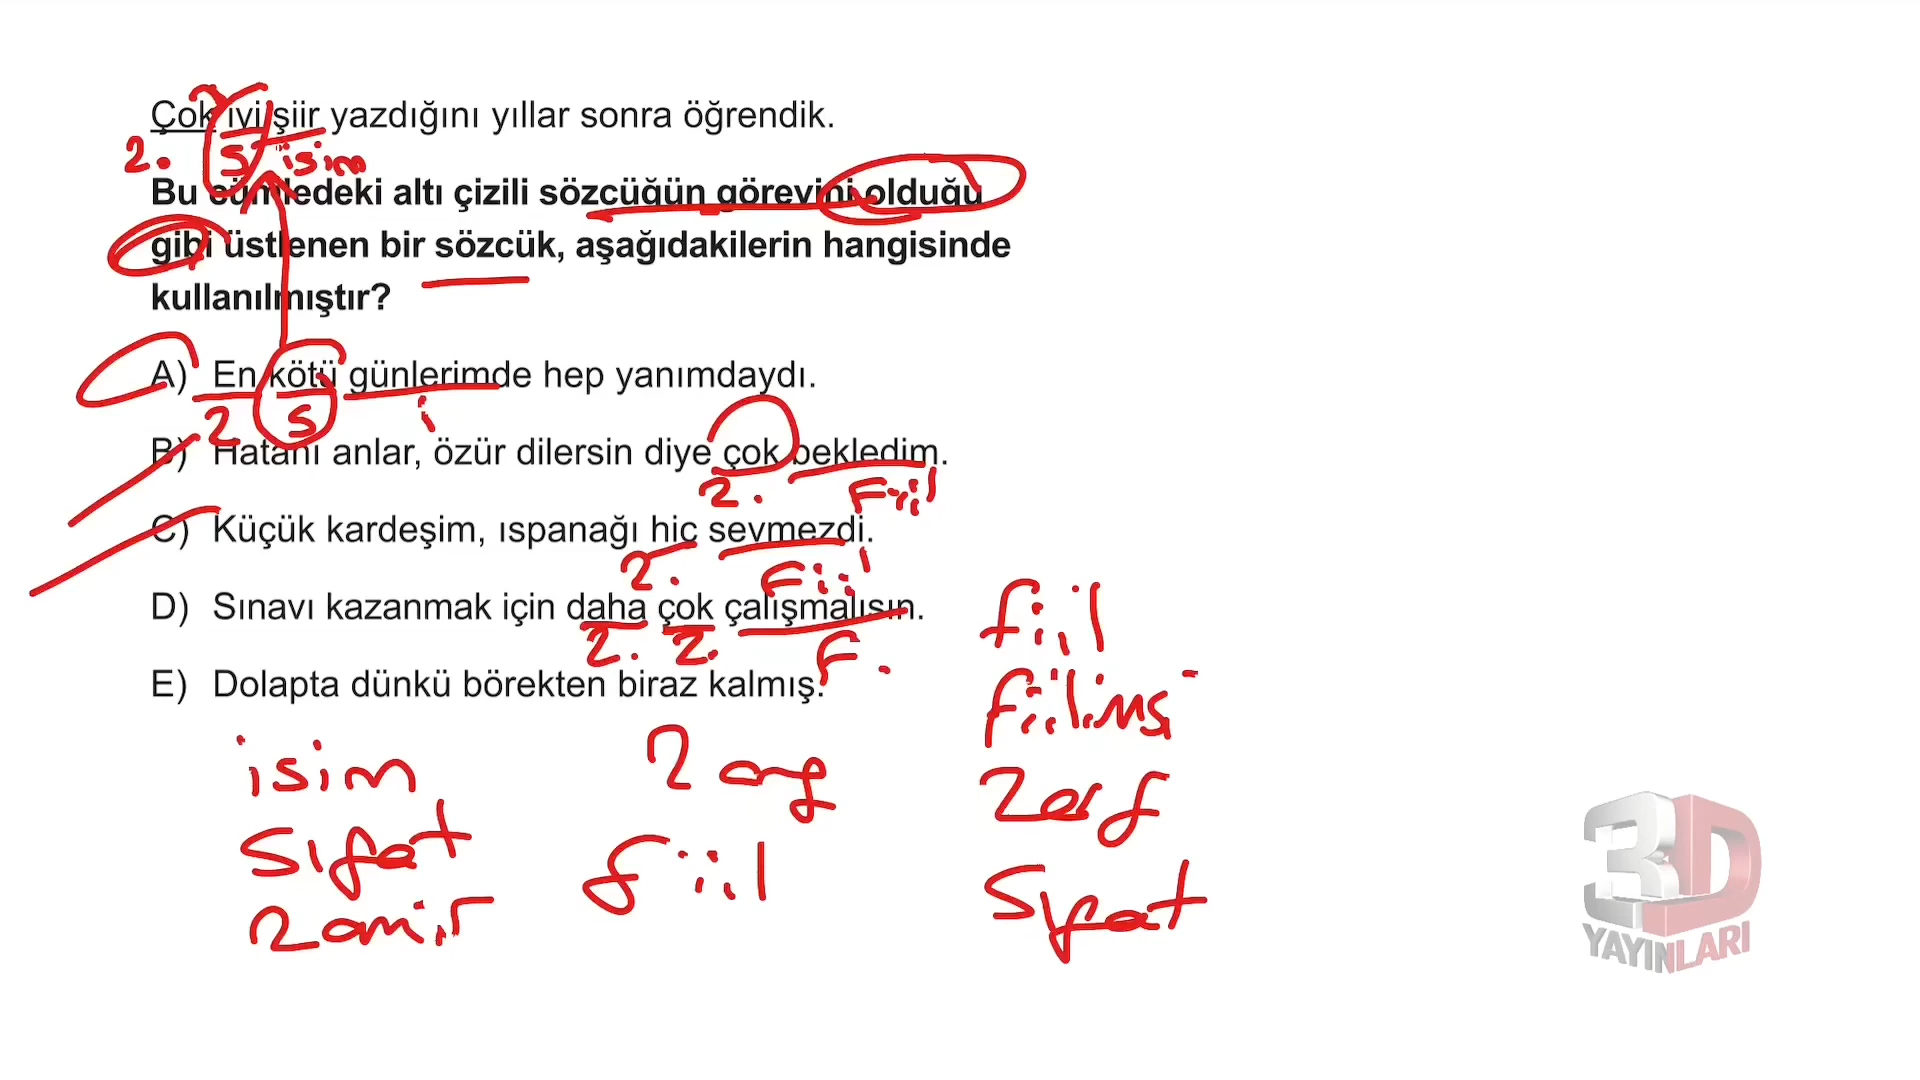 Çok iyi şiir yazdığını yıllar sonra öğrendik.
2. S isim
Bu cümledeki altı çizili sözcüğün görevini olduğu
gibi üstlenen bir sözcük, aşağıdakilerin hangisinde
kullanılmıştır?
A) En kötü günlerimde hep yanımdaydı.
2 S i
B) Hatanı anlar, özür dilersin diye çok bekledim.
2. Fiil
C) Küçük kardeşim, ıspanağı hiç sevmezdi.
2. Fiil
D) Sınavı kazanmak için daha çok çalışmalısın.
2. 2. F.
E) Dolapta dünkü börekten biraz kalmış.
isim
sıfat
zamir
zarf
fiil
fiil
fiilimsi
zarf
sıfat
3D
YAYINLARI